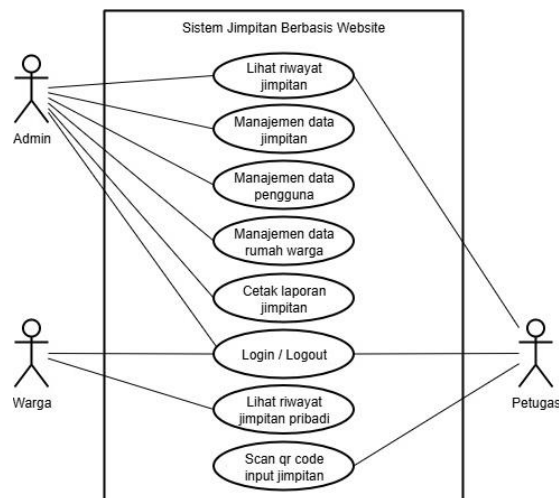 Sistem Jimpitan Berbasis Website
Lihat riwayat
jimpitan
Admin
Manajemen data
jimpitan
Manajemen data
pengguna
Manajemen data
rumah warga
Cetak laporan
jimpitan
Login / Logout
Warga
Petugas
Lihat riwayat
jimpitan pribadi
Scan qr code
input jimpitan